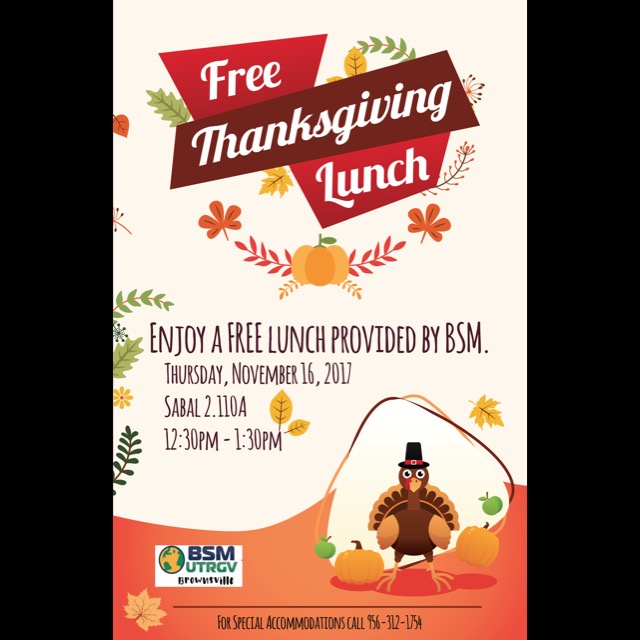 Free
Thanksgiving
Lunch
ENJOY A FREE LUNCH PROVIDED BY BSM.
THURSDAY, NOVEMBER 16, 2017
SABAL 2.110A
12:30PM - 1:30PM
BSM
UTRGV
Brownsville
FOR SPECIAL ACCOMMODATIONS CALL 956-312-1754